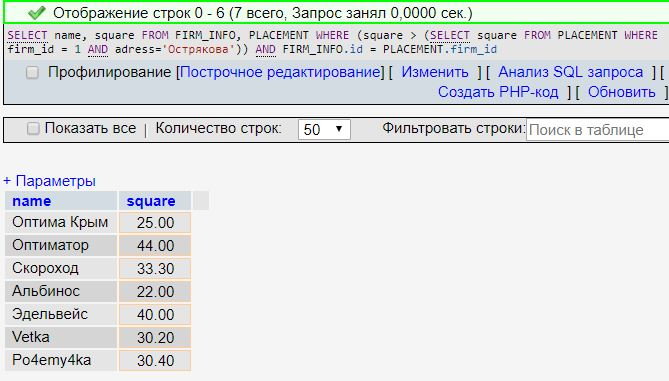 Отображение строк 0 - 6 (7 всего, Запрос занял 0,0000 сек.)
SELECT name, square FROM FIRM_INFO, PLACEMENT WHERE (square > (SELECT square FROM PLACEMENT WHERE
firm_id = 1 AND adress='Острякова')) AND FIRM_INFO.id = PLACEMENT.firm_id
Профилирование [Построчное редактирование] [ Изменить ] [ Анализ SQL запроса ] [
Создать PHP-код ] [ Обновить ]
Показать все | Количество строк: 50 Фильтровать строки: Поиск в таблице
+ Параметры
name square
Оптима Крым 25.00
Оптиматор 44.00
Скороход 33.30
Альбинос 22.00
Эдельвейс 40.00
Vetka 30.20
Po4emy4ka 30.40